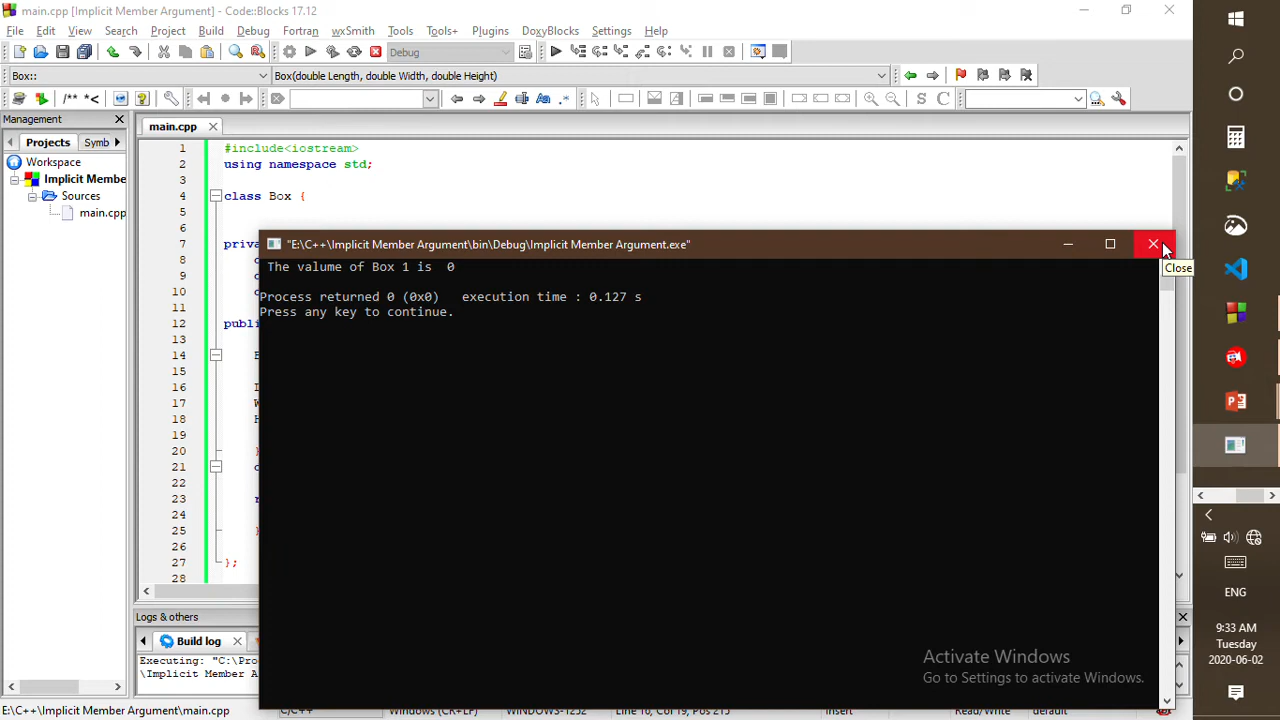 main.cpp [Implicit Member Argument] - Code::Blocks 17.12
File Edit View Search Project Build Debug Fortran wxSmith Tools Tools+ Plugins DoxyBlocks Settings Help
Debug
Box:: Box(double Length, double Width, double Height)
/** *< S C
Management
main.cpp
Projects Symb
Workspace
Implicit Membe
Sources
main.cpp
1 #include<iostream>
2 using namespace std;
3
4 class Box {
5
6
7 priva
8
9
10
11
12 publi
13
14
15
16
17
18
19
20 }
21
22
23
24
25 }
26
27 };
28
"E:\C++\Implicit Member Argument\bin\Debug\Implicit Member Argument.exe"
Close
The valume of Box 1 is 0
Process returned 0 (0x0) execution time : 0.127 s
Press any key to continue.
Logs & others
Build log
Executing: "C:\Pro
\Implicit Member A
Activate Windows
Go to Settings to activate Windows.
E:\C++\Implicit Member Argument\main.cpp C/C++ Windows (CR+LF) WINDOWS-1252 Line 16, Col 19, Pos 215 Insert Read/Write default
ENG
9:33 AM
Tuesday
2020-06-02